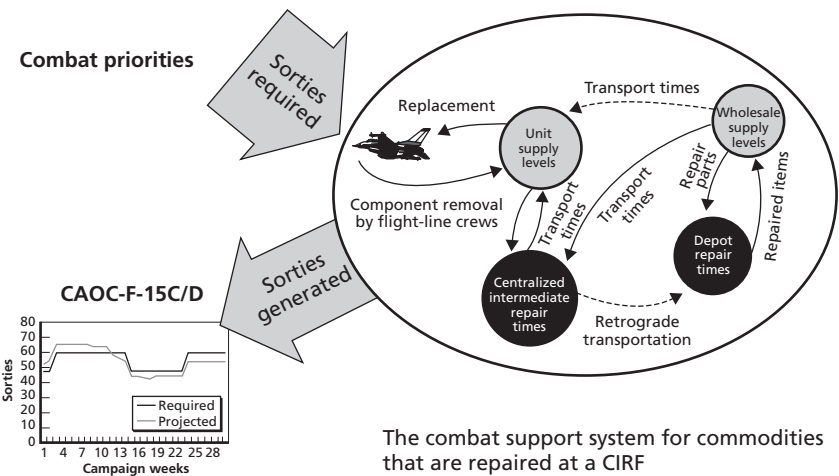 Combat priorities
Sorties
required
Replacement
Transport times
Unit
supply
levels
Wholesale
supply
levels
Component removal
by flight-line crews
Transport
times
Transport
times
Repair
parts
Repaired items
Depot
repair
times
Centralized
intermediate
repair
times
Retrograde
transportation
Sorties
generated
CAOC-F-15C/D
80
70
60
50
40
30
20
10
0
Sorties
Required
Projected
1 4 7 10 13 16 19 22 25 28
Campaign weeks
The combat support system for commodities
that are repaired at a CIRF